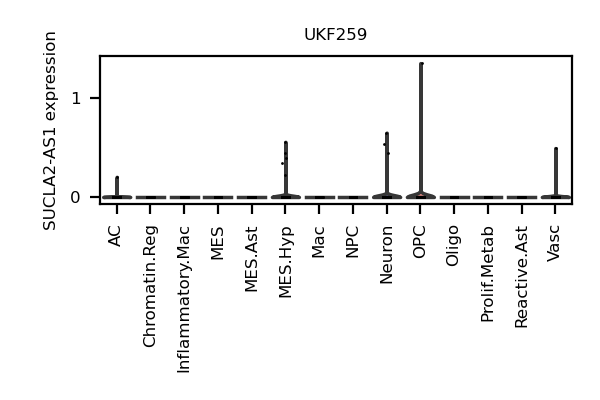 UKF259
SUCLA2-AS1 expression
1
0
AC
Chromatin.Reg
Inflammatory.Mac
MES
MES.Ast
MES.Hyp
Mac
NPC
Neuron
OPC
Oligo
Prolif.Metab
Reactive.Ast
Vasc